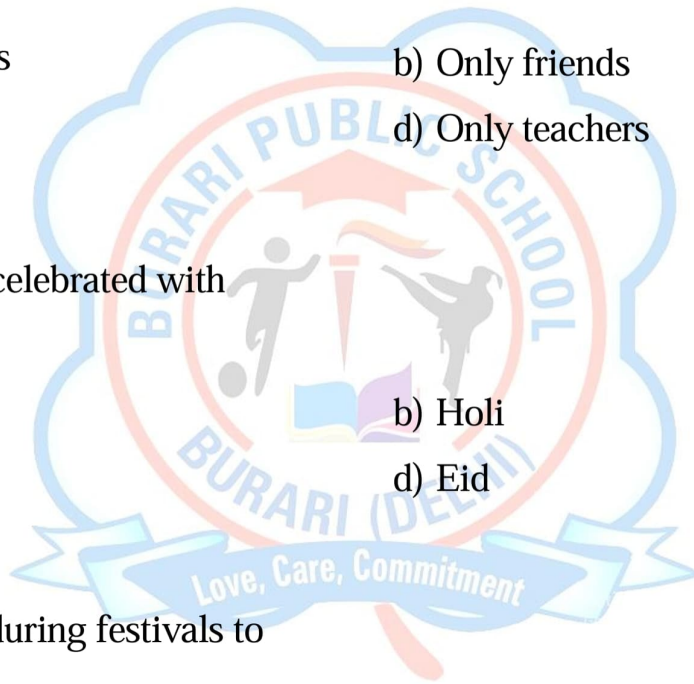 s
b) Only friends
d) Only teachers
BURARI PUBLIC SCHOOL
celebrated with
b) Holi
d) Eid
BURARI (DELHI)
Love, Care, Commitment
during festivals to